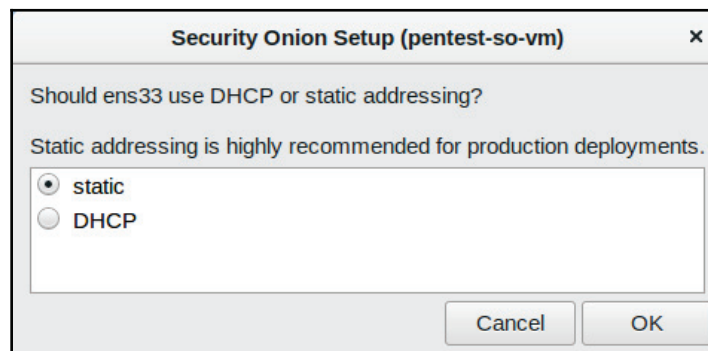 Security Onion Setup (pentest-so-vm)
Should ens33 use DHCP or static addressing?
Static addressing is highly recommended for production deployments.
static
DHCP
Cancel OK